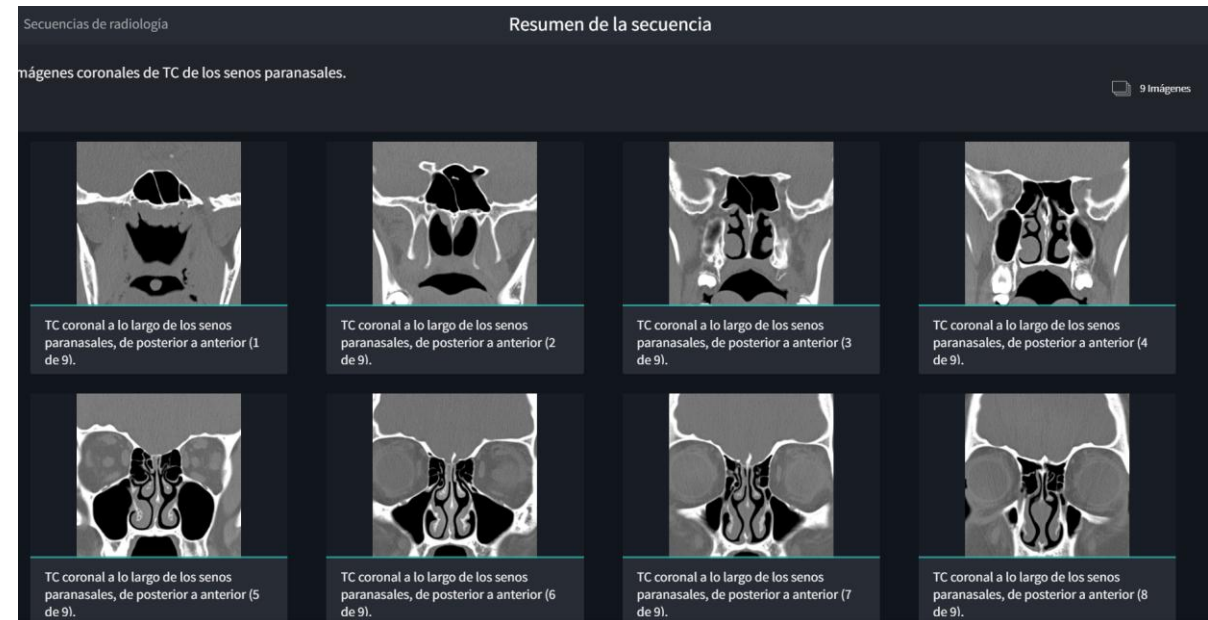 Secuencias de radiología
Resumen de la secuencia
mágenes coronales de TC de los senos paranasales.
9 Imágenes
TC coronal a lo largo de los senos
paranasales, de posterior a anterior (1
de 9).
TC coronal a lo largo de los senos
paranasales, de posterior a anterior (2
de 9).
TC coronal a lo largo de los senos
paranasales, de posterior a anterior (3
de 9).
TC coronal a lo largo de los senos
paranasales, de posterior a anterior (4
de 9).
TC coronal a lo largo de los senos
paranasales, de posterior a anterior (5
de 9).
TC coronal a lo largo de los senos
paranasales, de posterior a anterior (6
de 9).
TC coronal a lo largo de los senos
paranasales, de posterior a anterior (7
de 9).
TC coronal a lo largo de los senos
paranasales, de posterior a anterior (8
de 9).